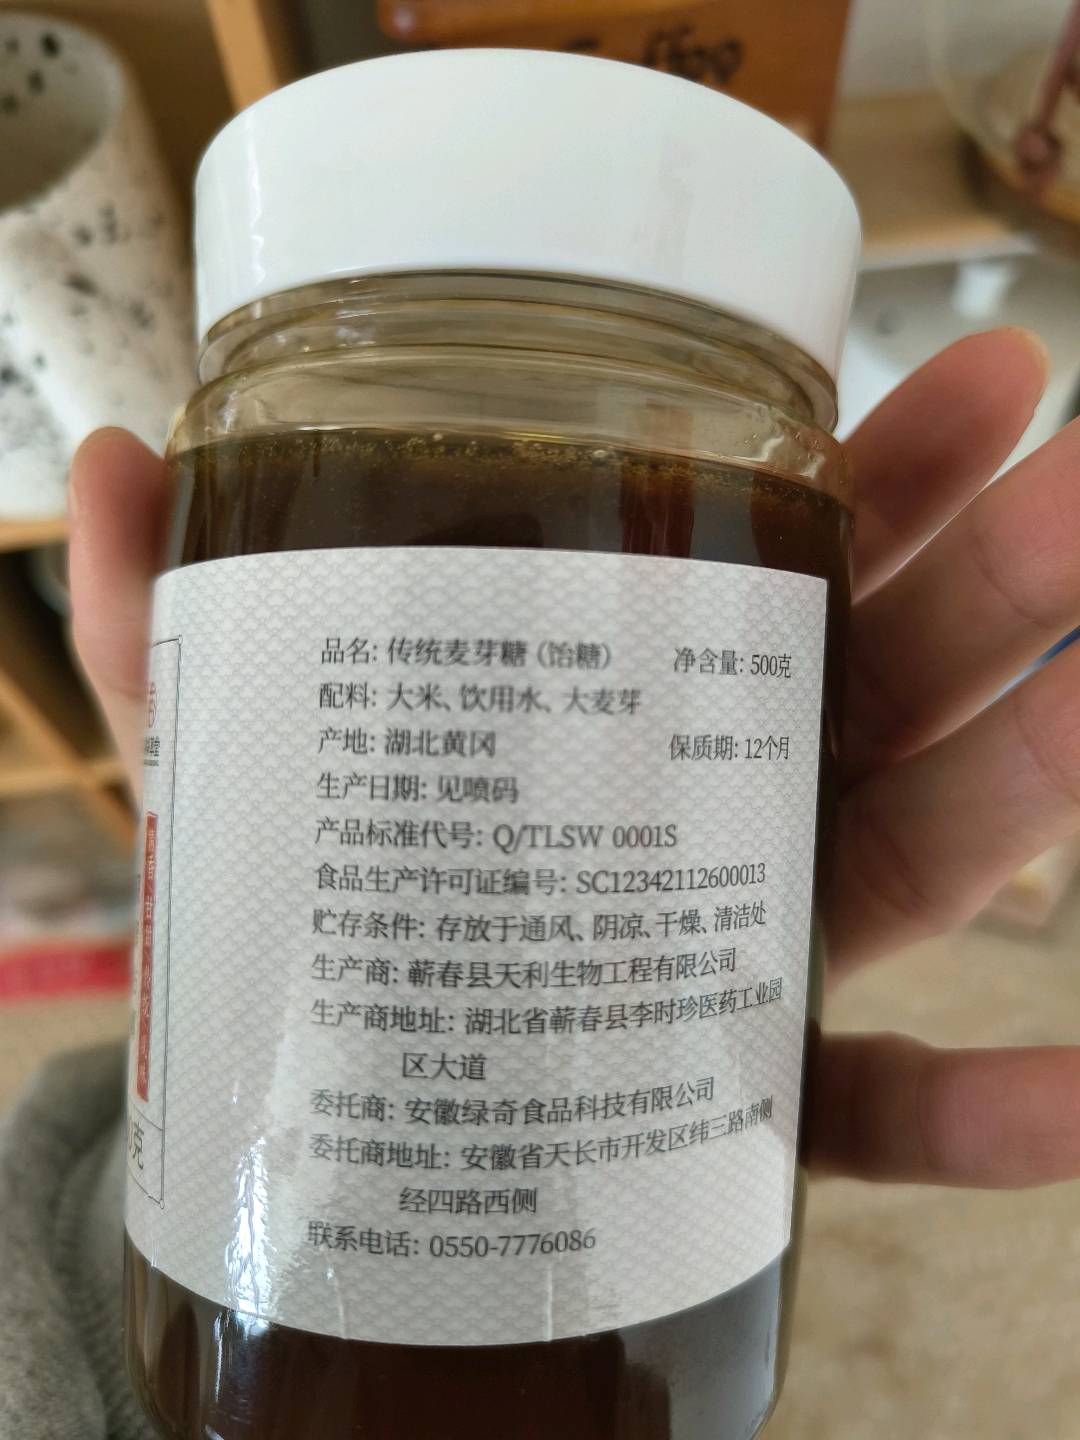 品名: 传统麦芽糖 (饴糖) 净含量: 500克
配料: 大米、饮用水、大麦芽
产地: 湖北黄冈 保质期: 12个月
生产日期: 见喷码
产品标准代号: Q/TLSW 0001S
食品生产许可证编号: SC12342112600013
贮存条件: 存放于通风、阴凉、干燥、清洁处
生产商: 蕲春县天利生物工程有限公司
生产商地址: 湖北省蕲春县李时珍医药工业园
区大道
委托商: 安徽绿奇食品科技有限公司
委托商地址: 安徽省天长市开发区纬三路南侧
经四路西侧
联系电话: 0550-7776086
克